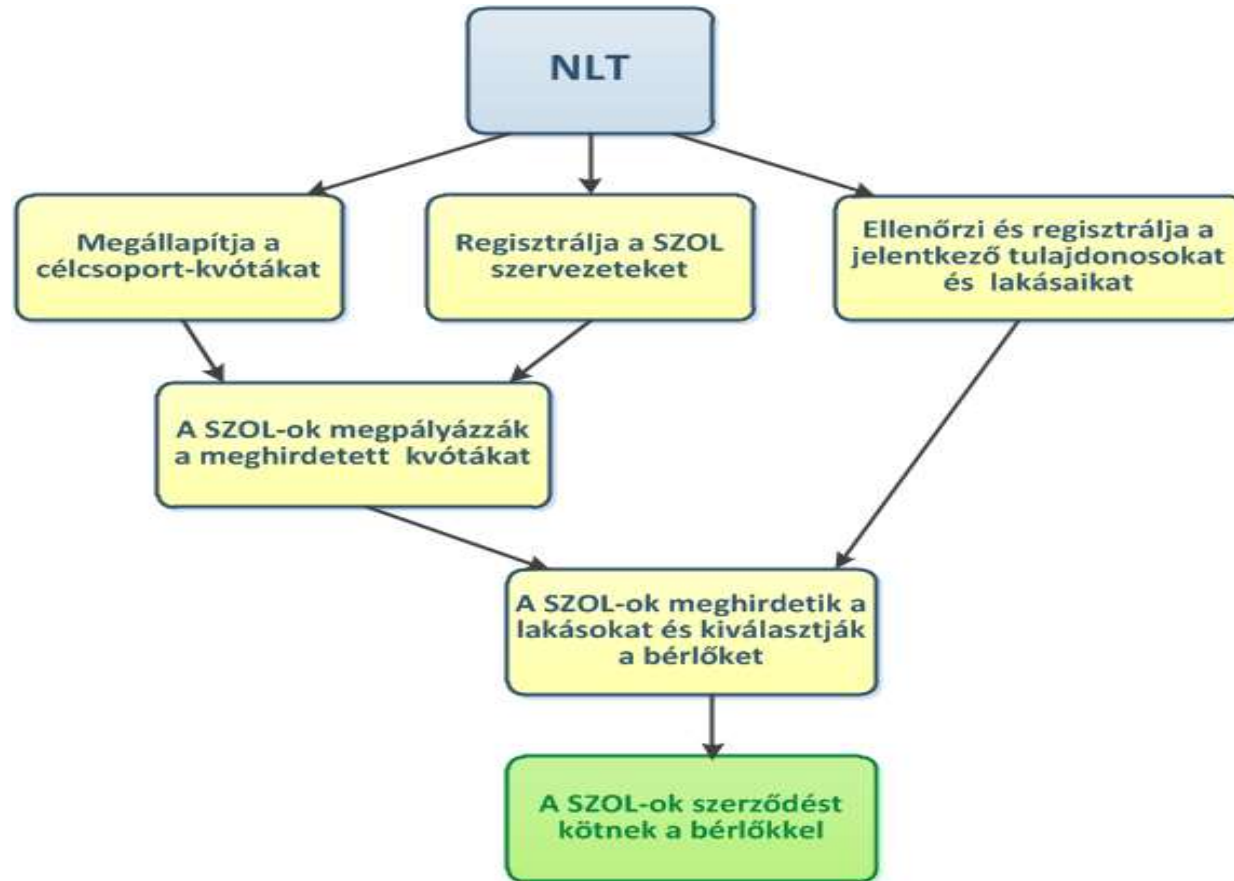 NLT
Megállapítja a
célcsoport-kvótákat
Regisztrálja a SZOL
szervezeteket
Ellenőrzi és regisztrálja a
jelentkező tulajdonosokat
és lakásaikat
A SZOL-ok megpályázzák
a meghirdetett kvótákat
A SZOL-ok meghirdetik a
lakásokat és kiválasztják
a bérlőket
A SZOL-ok szerződést
kötnek a bérlőkkel